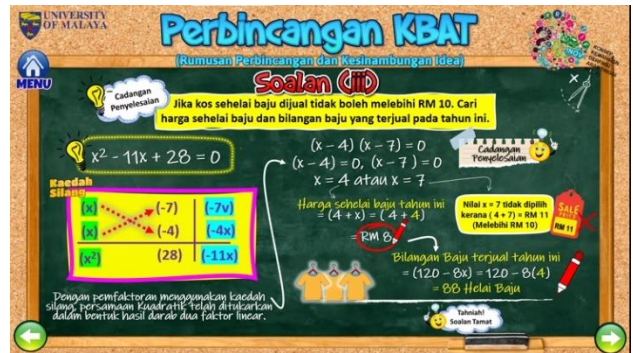 UNIVERSITY
OF MALAYA
Perbincangan KBAT
(Rumusan Perbincangan dan Kesinambungan Idea)
MENU
Soalan (iii)
Cadangan
Penyelesaian
Jika kos sehelai baju dijual tidak boleh melebihi RM 10. Cari
harga sehelai baju dan bilangan baju yang terjual pada tahun ini.
x² - 11x + 28 = 0
Kaedah
Silang
(x) (-7) (-7v)
(x) (-4) (-4x)
(x²) (28) (-11x)
Dengan pemfaktoran menggunakan kaedah
silang, persamaan kuadratik telah ditukarkan
dalam bentuk hasil darab dua faktor linear.
(x – 4) (x – 7) = 0
(x – 4) = 0, (x – 7 ) = 0
x = 4 atau x = 7
Cadangan
Penyelesaian
Harga sehelai baju tahun ini
= (4 + x) = (4 + 4)
= RM 8
Nilai x = 7 tidak dipilih
kerana ( 4 + 7) = RM 11
(Melebihi RM 10)
SALE
RM 11
Bilangan Baju terjual tahun ini
= (120 – 8x) = 120 – 8(4)
= 88 Helai Baju
Tahniah!
Soalan Tamat